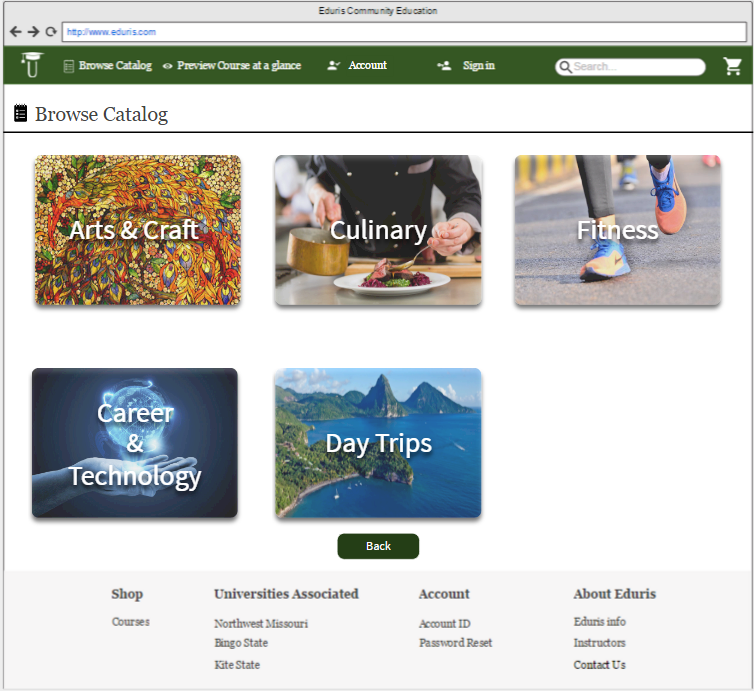 Eduris Community Education
http://www.eduris.com
Browse Catalog Preview Course at a glance Account Sign in Search...
Browse Catalog
Arts & Craft Culinary Fitness
Career
&
Technology
Day Trips
Back
Shop Universities Associated Account About Eduris
Courses Northwest Missouri Account ID Eduris info
Bingo State Password Reset Instructors
Kite State Contact Us